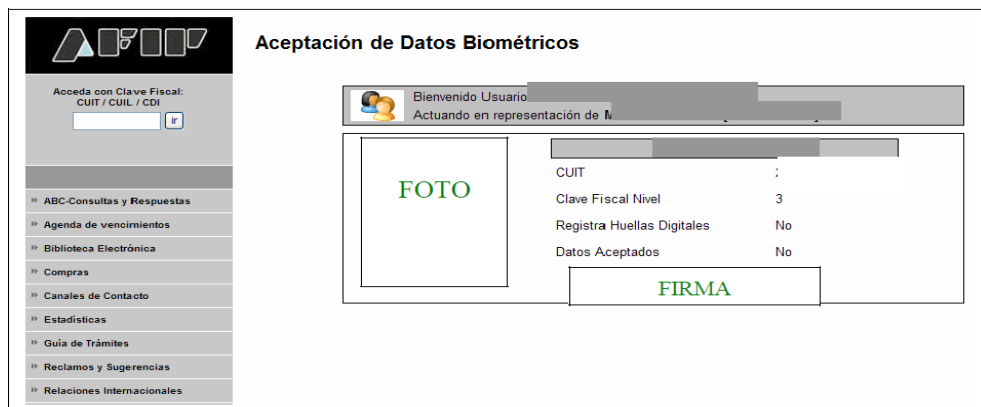 AFIP
Aceptación de Datos Biométricos
Acceda con Clave Fiscal:
CUIT / CUIL / CDI
ir
Bienvenido Usuario
Actuando en representación de
FOTO
CUIT
Clave Fiscal Nivel 3
Registra Huellas Digitales No
Datos Aceptados No
FIRMA
ABC-Consultas y Respuestas
Agenda de vencimientos
Biblioteca Electrónica
Compras
Canales de Contacto
Estadísticas
Guía de Trámites
Reclamos y Sugerencias
Relaciones Internacionales